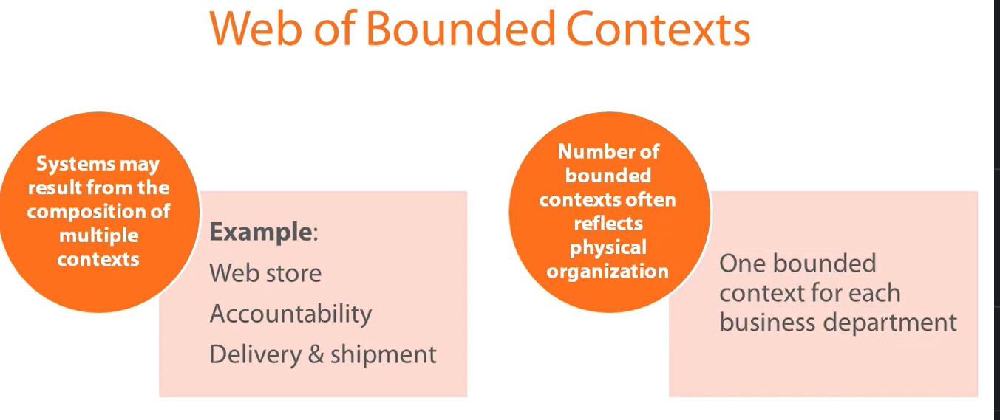 Web of Bounded Contexts
Systems may
result from the
composition of
multiple
contexts
Example:
Web store
Accountability
Delivery & shipment
Number of
bounded
contexts often
reflects
physical
organization
One bounded
context for each
business department